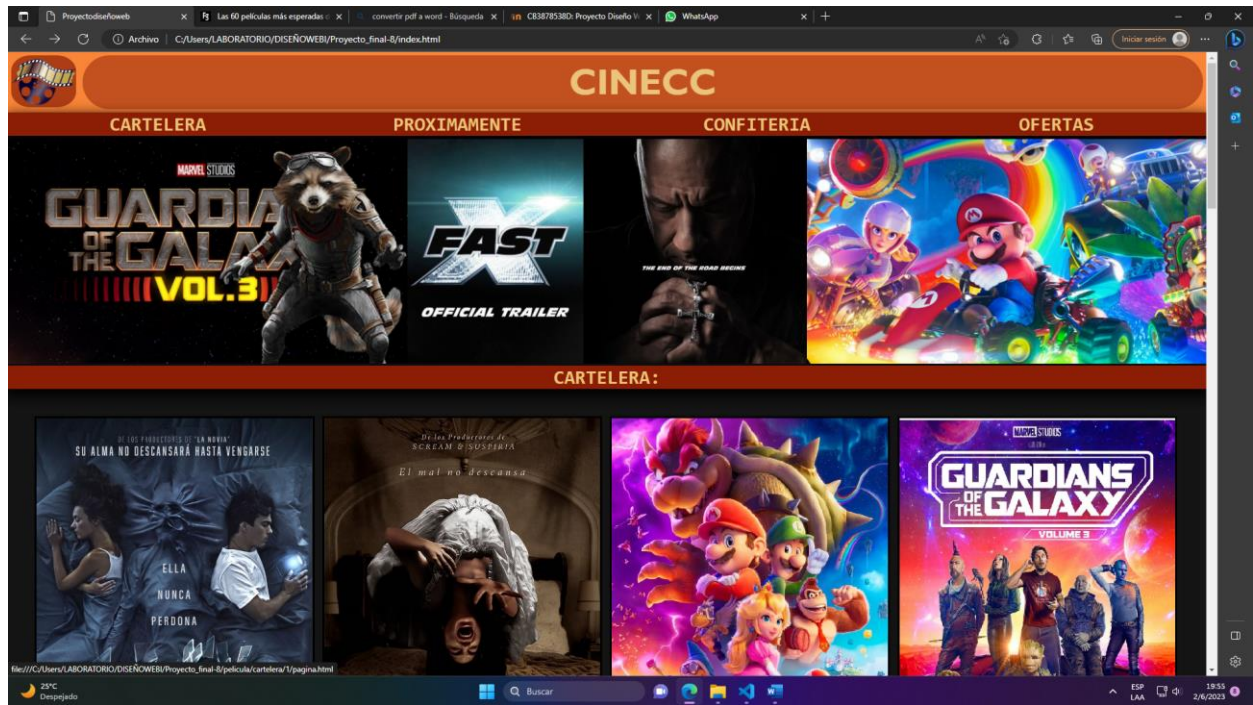 Proyectodiseñoweb
Las 60 películas más esperadas d
convertir pdf a word - Búsqueda
CB3878538D: Proyecto Diseño W
WhatsApp
Archivo C:/Users/LABORATORIO/DISEÑOWEBI/Proyecto_final-8/index.html
Iniciar sesión
CINECC
CARTELERA PROXIMAMENTE CONFITERIA OFERTAS
MARVEL STUDIOS
GUARDIA
OF
THE GALAX
VOL.3
FAST
X
OFFICIAL TRAILER
THE END OF THE ROAD BEGINS
CARTELERA:
DE LOS PRODUCTORES DE "LA NOVIA"
SU ALMA NO DESCANSARÁ HASTA VENGARSE
ELLA
NUNCA
PERDONA
De los Productores de
SCREAM & SUSPIRIA
El mal no descansa
MARVEL STUDIOS
GUARDIANS
OF
THE GALAXY
VOLUME 3
file:///C:/Users/LABORATORIO/DISEÑOWEBI/Proyecto_final-8/pelicula/cartelera/1/pagina.html
25°C
Despejado
Buscar
ESP
LAA
19:55
2/6/2023